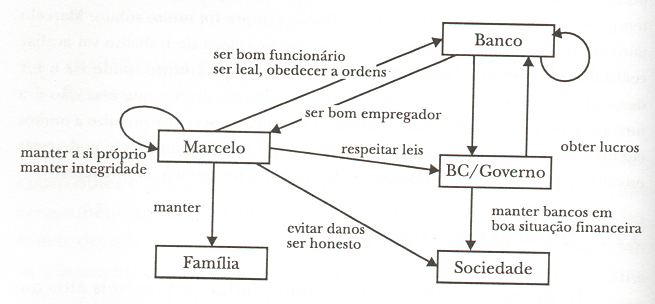 Banco
ser bom funcionário
ser leal, obedecer a ordens
ser bom empregador
Marcelo
manter a si próprio
manter integridade
respeitar leis
obter lucros
BC/Governo
manter
evitar danos
ser honesto
manter bancos em
boa situação financeira
Família
Sociedade